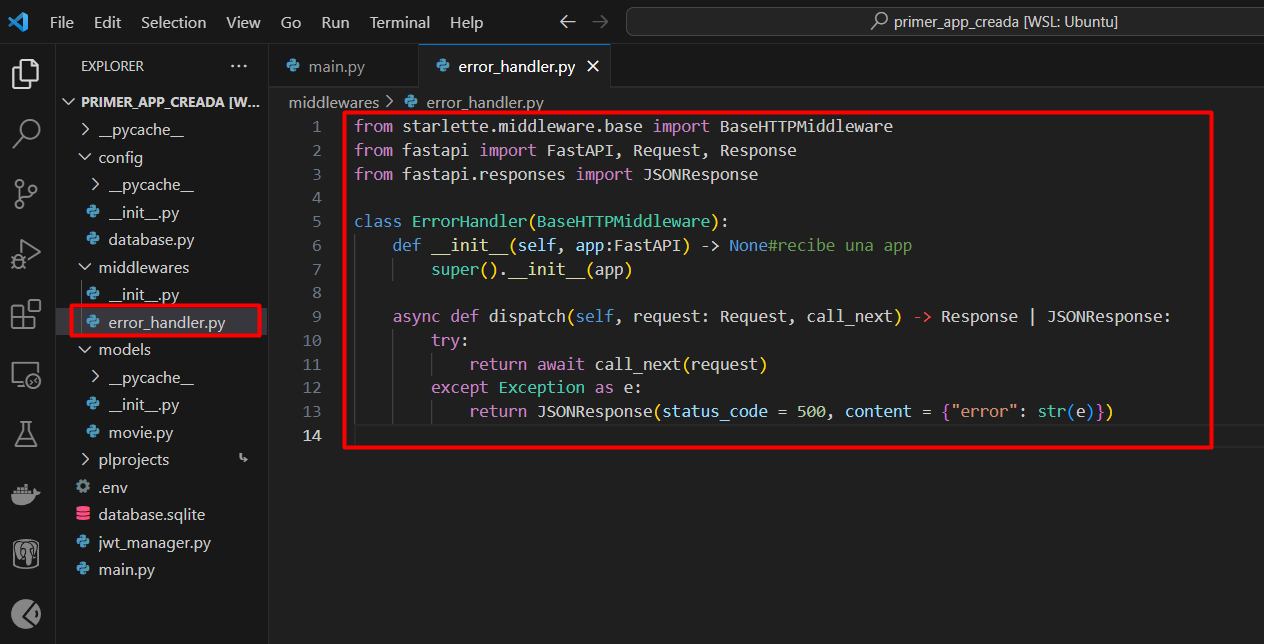 File Edit Selection View Go Run Terminal Help
primer_app_creada [WSL: Ubuntu]
EXPLORER ...
PRIMER_APP_CREADA [W...
__pycache__
config
__pycache__
__init__.py
database.py
middlewares
__init__.py
error_handler.py
models
__pycache__
__init__.py
movie.py
plprojects
.env
database.sqlite
jwt_manager.py
main.py
main.py error_handler.py
middlewares > error_handler.py
1 from starlette.middleware.base import BaseHTTPMiddleware
2 from fastapi import FastAPI, Request, Response
3 from fastapi.responses import JSONResponse
4
5 class ErrorHandler(BaseHTTPMiddleware):
6 def __init__(self, app:FastAPI) -> None#recibe una app
7 super().__init__(app)
8
9 async def dispatch(self, request: Request, call_next) -> Response | JSONResponse:
10 try:
11 return await call_next(request)
12 except Exception as e:
13 return JSONResponse(status_code = 500, content = {"error": str(e)})
14